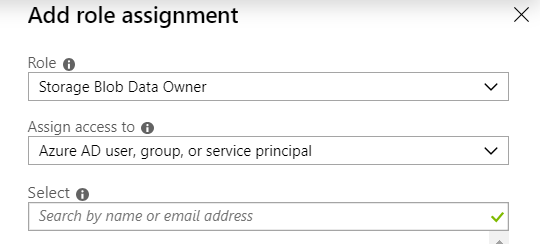 Add role assignment
Role
Storage Blob Data Owner
Assign access to
Azure AD user, group, or service principal
Select
Search by name or email address